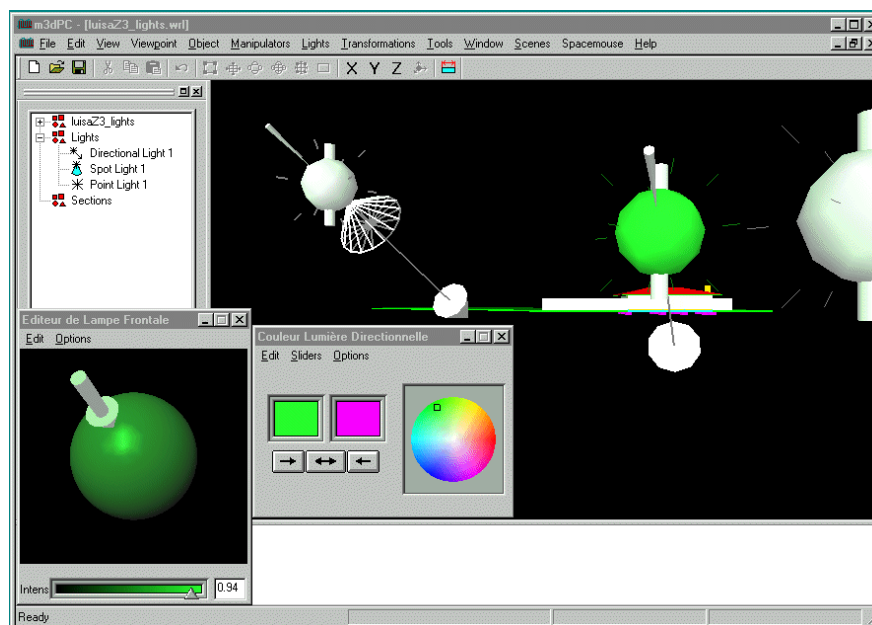 m3dPC - [luisaZ3_lights.wrl]
File Edit View Viewpoint Object Manipulators Lights Transformations Tools Window Scenes Spacemouse Help
X Y Z
luisaZ3_lights
Lights
Directional Light 1
Spot Light 1
Point Light 1
Sections
Editeur de Lampe Frontale
Edit Options
Intens 0.94
Couleur Lumière Directionnelle
Edit Sliders Options
Ready